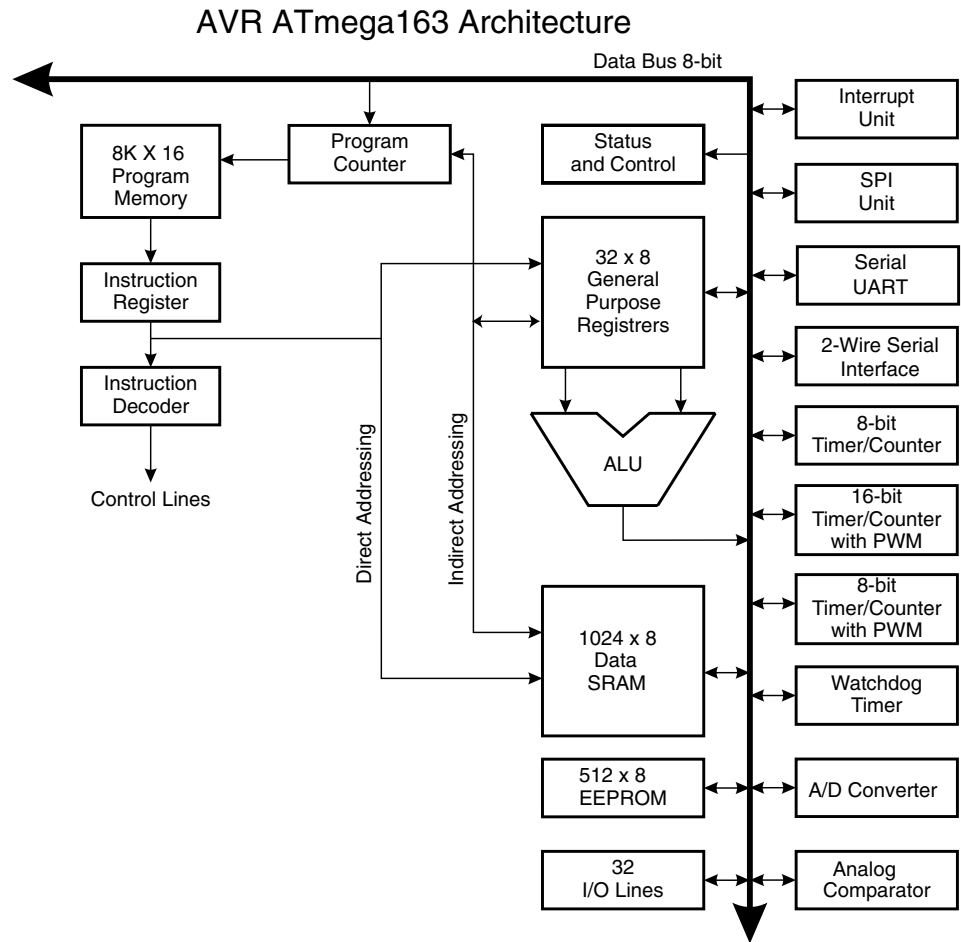 AVR ATmega163 Architecture
Data Bus 8-bit
8K X 16
Program
Memory
Program
Counter
Status
and Control
Interrupt
Unit
SPI
Unit
Instruction
Register
32 x 8
General
Purpose
Registrers
Serial
UART
2-Wire Serial
Interface
Instruction
Decoder
ALU
8-bit
Timer/Counter
Control Lines
Direct Addressing
Indirect Addressing
16-bit
Timer/Counter
with PWM
8-bit
Timer/Counter
with PWM
1024 x 8
Data
SRAM
Watchdog
Timer
512 x 8
EEPROM
A/D Converter
32
I/O Lines
Analog
Comparator